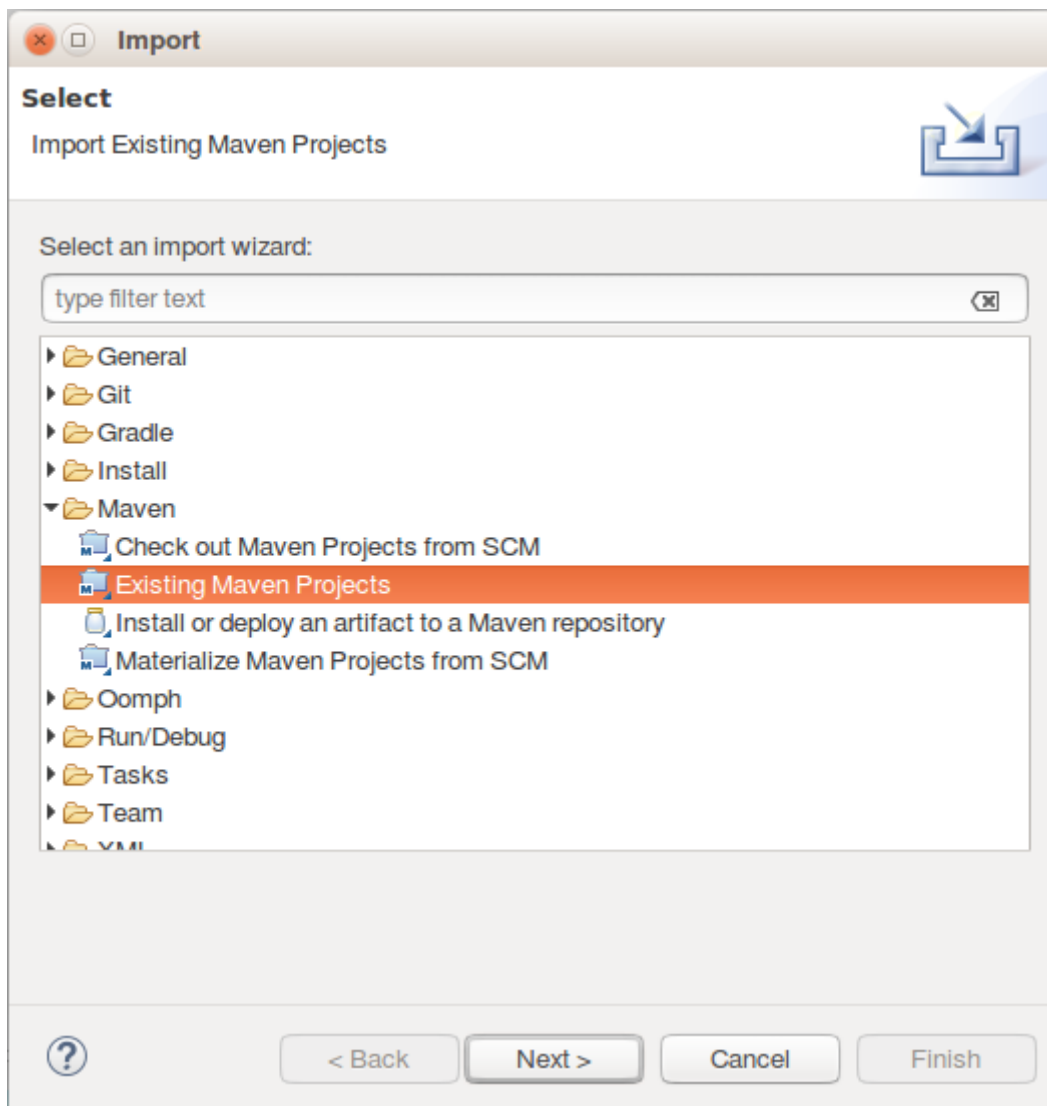 Import
Select
Import Existing Maven Projects
Select an import wizard:
type filter text
General
Git
Gradle
Install
Maven
Check out Maven Projects from SCM
Existing Maven Projects
Install or deploy an artifact to a Maven repository
Materialize Maven Projects from SCM
Oomph
Run/Debug
Tasks
Team
XML
? < Back Next > Cancel Finish